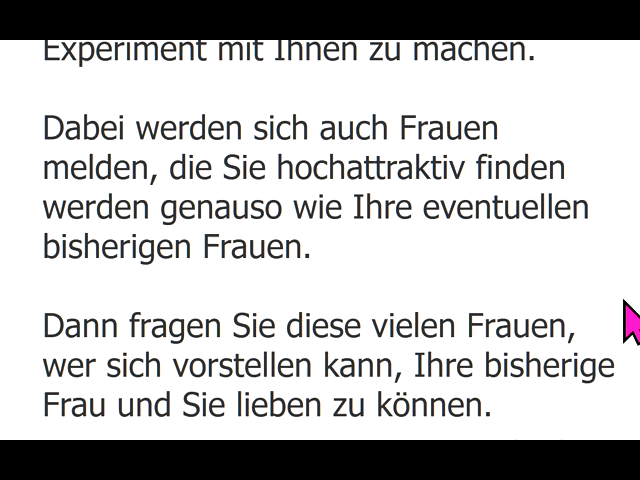 Experiment mit Ihnen zu machen.
Dabei werden sich auch Frauen
melden, die Sie hochattraktiv finden
werden genauso wie Ihre eventuellen
bisherigen Frauen.
Dann fragen Sie diese vielen Frauen,
wer sich vorstellen kann, Ihre bisherige
Frau und Sie lieben zu können.